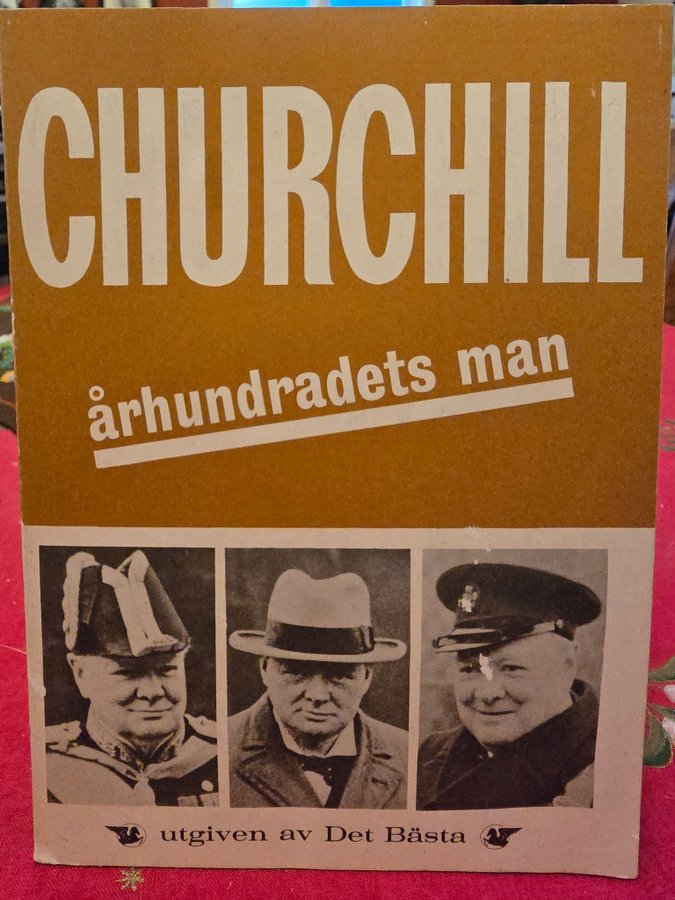 CHURCHILL
århundradets man
utgiven av Det Bästa